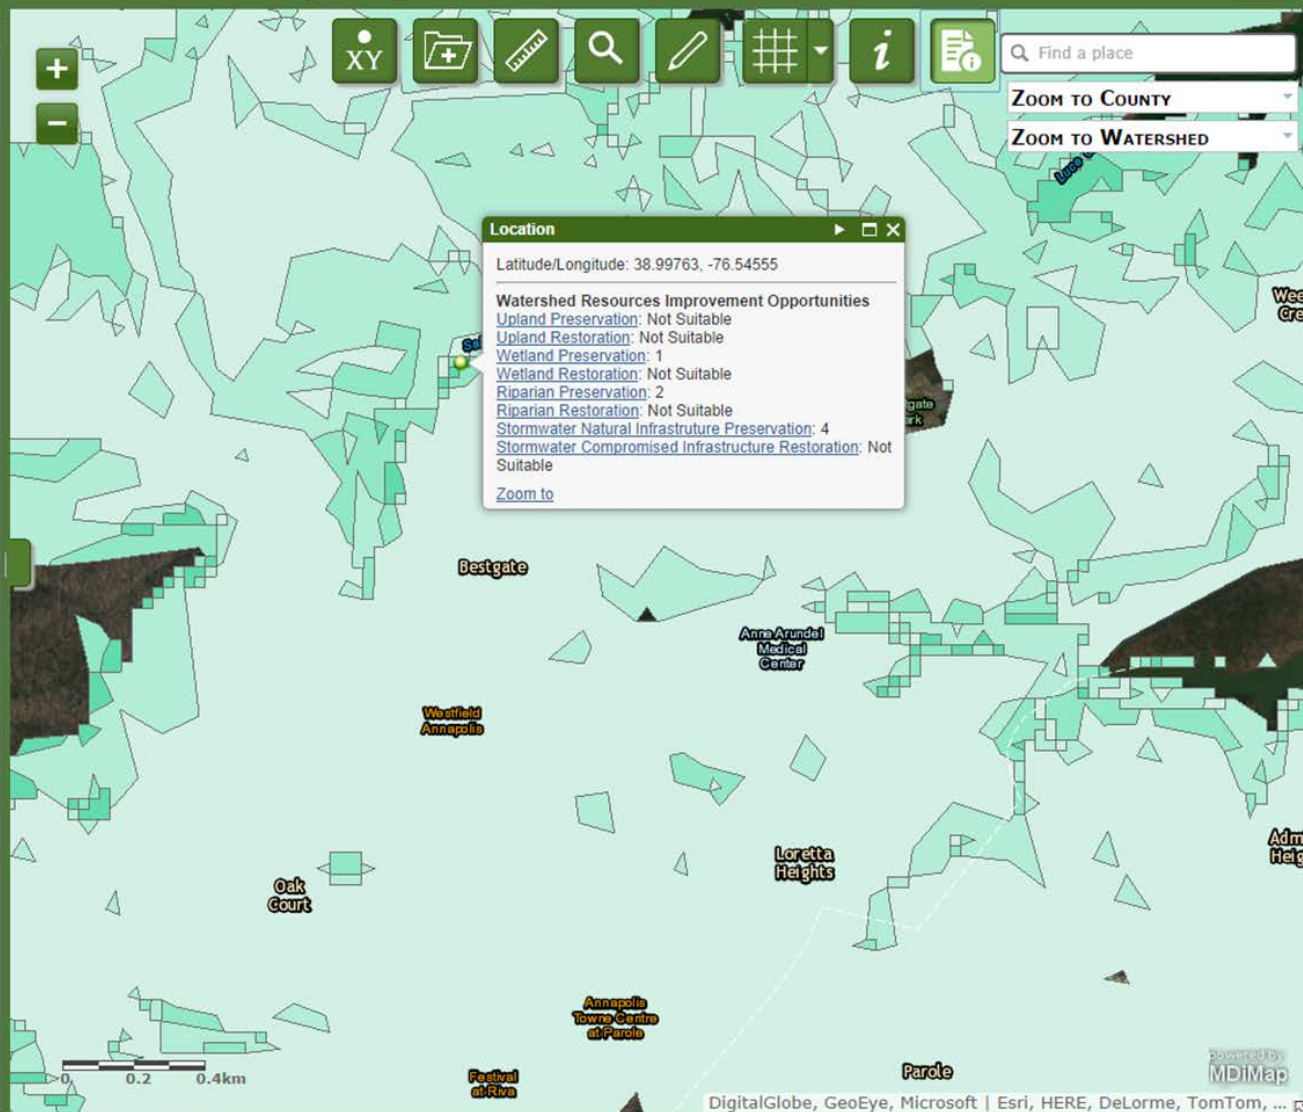 XY
i
Find a place
Zoom to County
Zoom to Watershed
Location
Latitude/Longitude: 38.99763, -76.54555
Watershed Resources Improvement Opportunities
Upland Preservation: Not Suitable
Upland Restoration: Not Suitable
Wetland Preservation: 1
Wetland Restoration: Not Suitable
Riparian Preservation: 2
Riparian Restoration: Not Suitable
Stormwater Natural Infrastruture Preservation: 4
Stormwater Compromised Infrastructure Restoration: Not
Suitable
Zoom to
Bestgate
Anne Arundel
Medical
Center
Westfield
Annapolis
Loretta
Heights
Oak
Court
Annapolis
Towne Centre
at Parole
Festival
at Riva
Parole
0 0.2 0.4km
powered by
MDiMap
DigitalGlobe, GeoEye, Microsoft | Esri, HERE, DeLorme, TomTom, ...